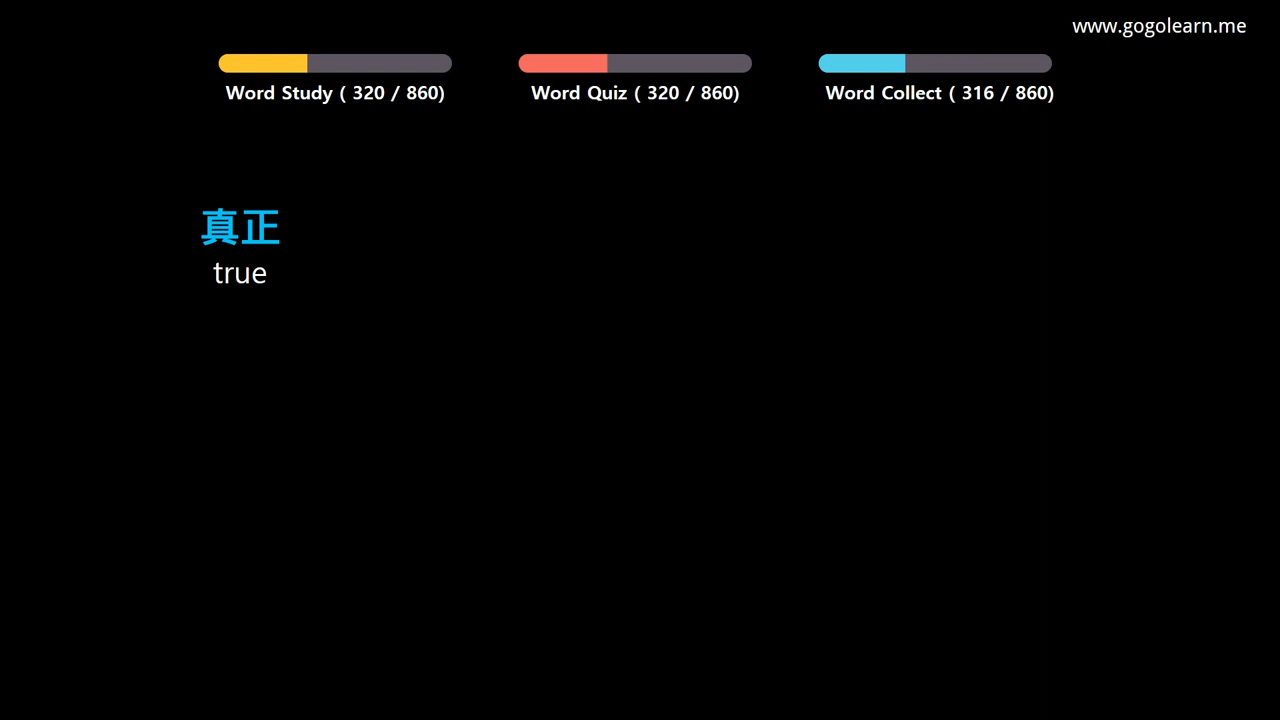 www.gogolearn.me
Word Study ( 320 / 860)
Word Quiz ( 320 / 860)
Word Collect ( 316 / 860)
真正
true